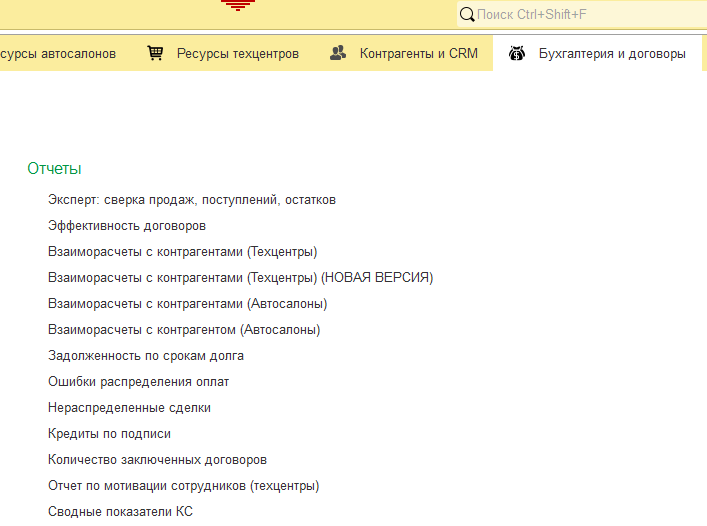 Поиск Ctrl+Shift+F
сурсы автосалонов Ресурсы техцентров Контрагенты и CRM Бухгалтерия и договоры
Отчеты
Эксперт: сверка продаж, поступлений, остатков
Эффективность договоров
Взаиморасчеты с контрагентами (Техцентры)
Взаиморасчеты с контрагентами (Техцентры) (НОВАЯ ВЕРСИЯ)
Взаиморасчеты с контрагентами (Автосалоны)
Взаиморасчеты с контрагентом (Автосалоны)
Задолженность по срокам долга
Ошибки распределения оплат
Нераспределенные сделки
Кредиты по подписи
Количество заключенных договоров
Отчет по мотивации сотрудников (техцентры)
Сводные показатели КС